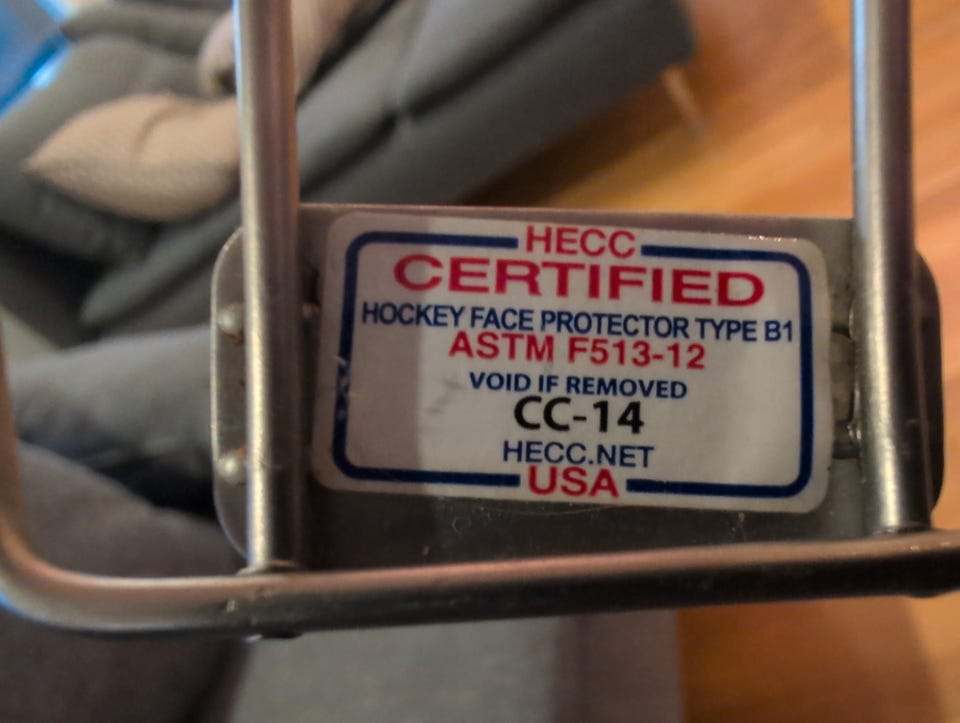 HECC
CERTIFIED
HOCKEY FACE PROTECTOR TYPE B1
ASTM F513-12
VOID IF REMOVED
CC-14
HECC.NET
USA